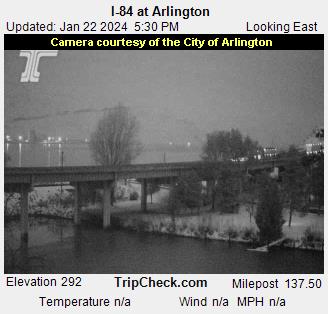 I-84 at Arlington
Updated: Jan 22 2024 5:30 PM Looking East
Camera courtesy of the City of Arlington
Elevation 292 TripCheck.com Milepost 137.50
Temperature n/a Wind n/a MPH n/a